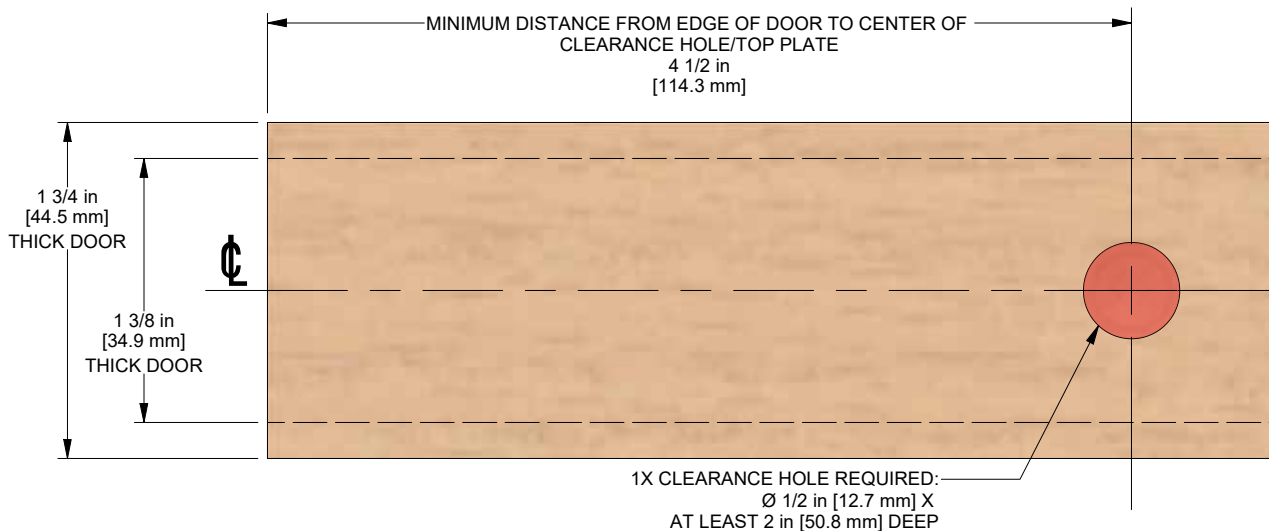 MINIMUM DISTANCE FROM EDGE OF DOOR TO CENTER OF
CLEARANCE HOLE/TOP PLATE
4 1/2 in
[114.3 mm]
1 3/4 in
[44.5 mm]
THICK DOOR
℄
1 3/8 in
[34.9 mm]
THICK DOOR
1X CLEARANCE HOLE REQUIRED:
Ø 1/2 in [12.7 mm] X
AT LEAST 2 in [50.8 mm] DEEP